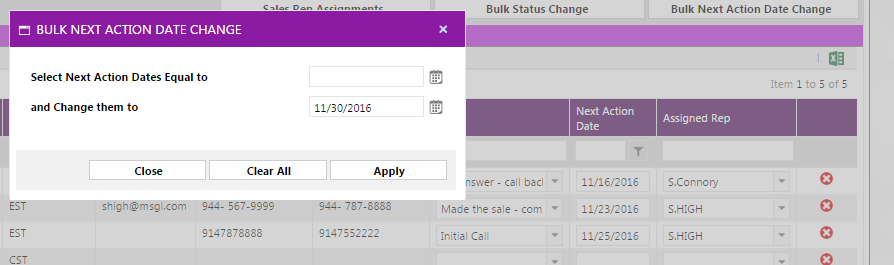 Sales Rep Assignments Bulk Status Change Bulk Next Action Date Change
BULK NEXT ACTION DATE CHANGE ×
Item 1 to 5 of 5
Select Next Action Dates Equal to
and Change them to 11/30/2016
Next Action Date Assigned Rep
Close Clear All Apply
nswer - call back 11/16/2016 S.Connory
EST shigh@msgl.com 944- 567-9999 944- 787-8888 Made the sale - com 11/23/2016 S.HIGH
EST 9147878888 9147552222 Initial Call 11/25/2016 S.HIGH
CST